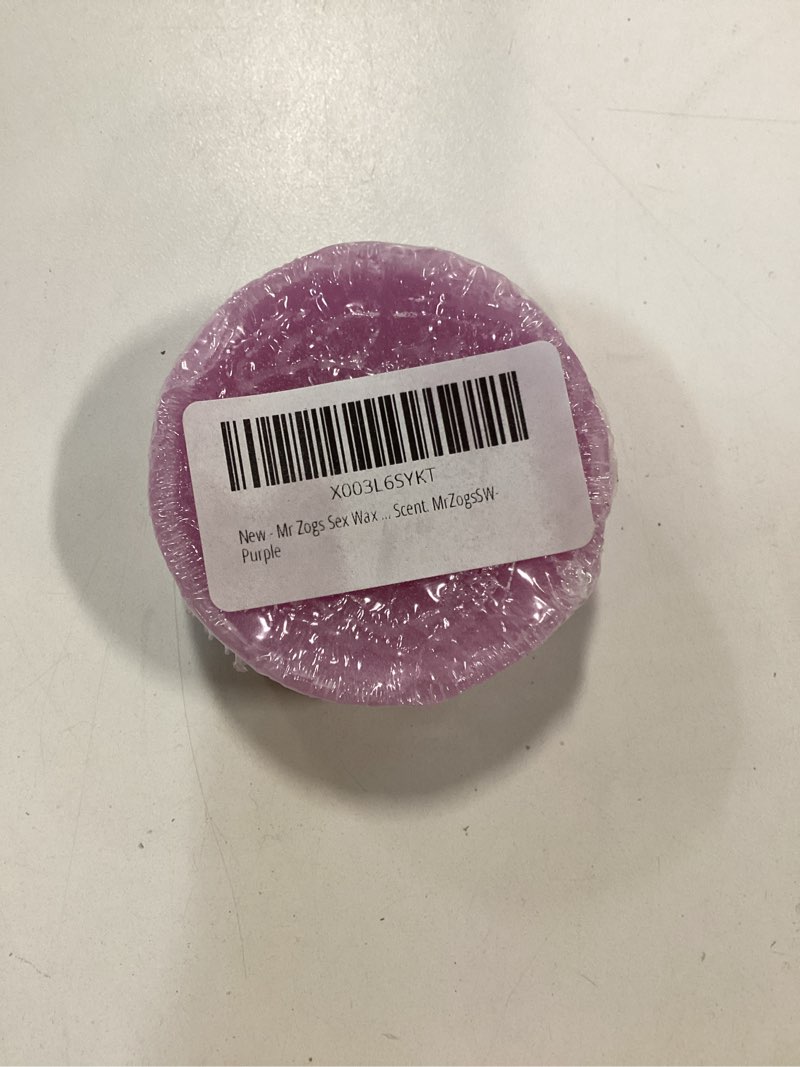 X003L6SYKT
New - Mr Zogs Sex Wax ... Scent. MrZogsSW-
Purple